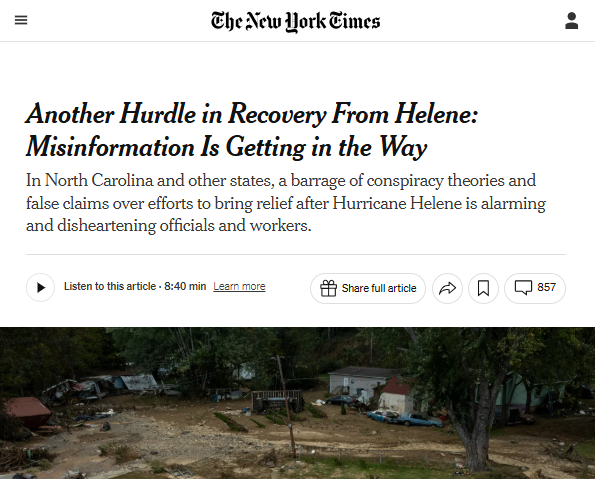 The New York Times
Another Hurdle in Recovery From Helene:
Misinformation Is Getting in the Way
In North Carolina and other states, a barrage of conspiracy theories and
false claims over efforts to bring relief after Hurricane Helene is alarming
and disheartening officials and workers.
Listen to this article · 8:40 min Learn more
Share full article
857